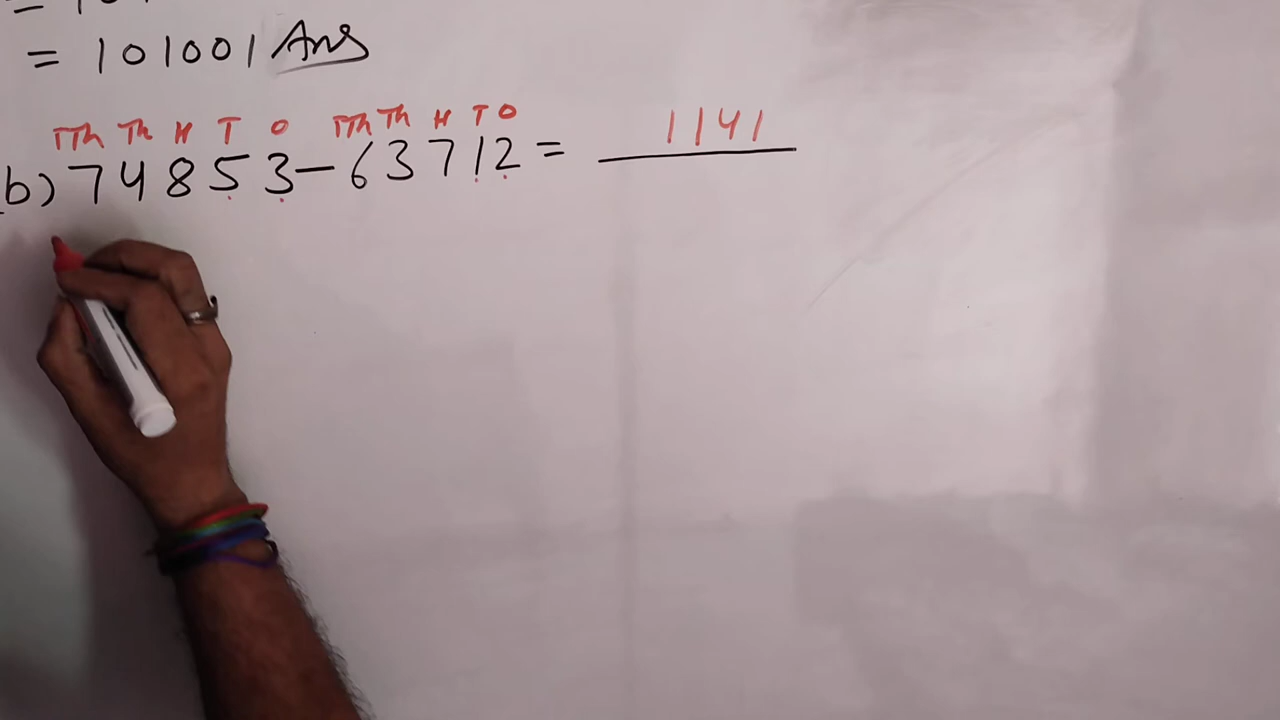 = 101001 Ans
TTh Th H T O TTh Th H T O
(b) 74853 - 63712 = 1141